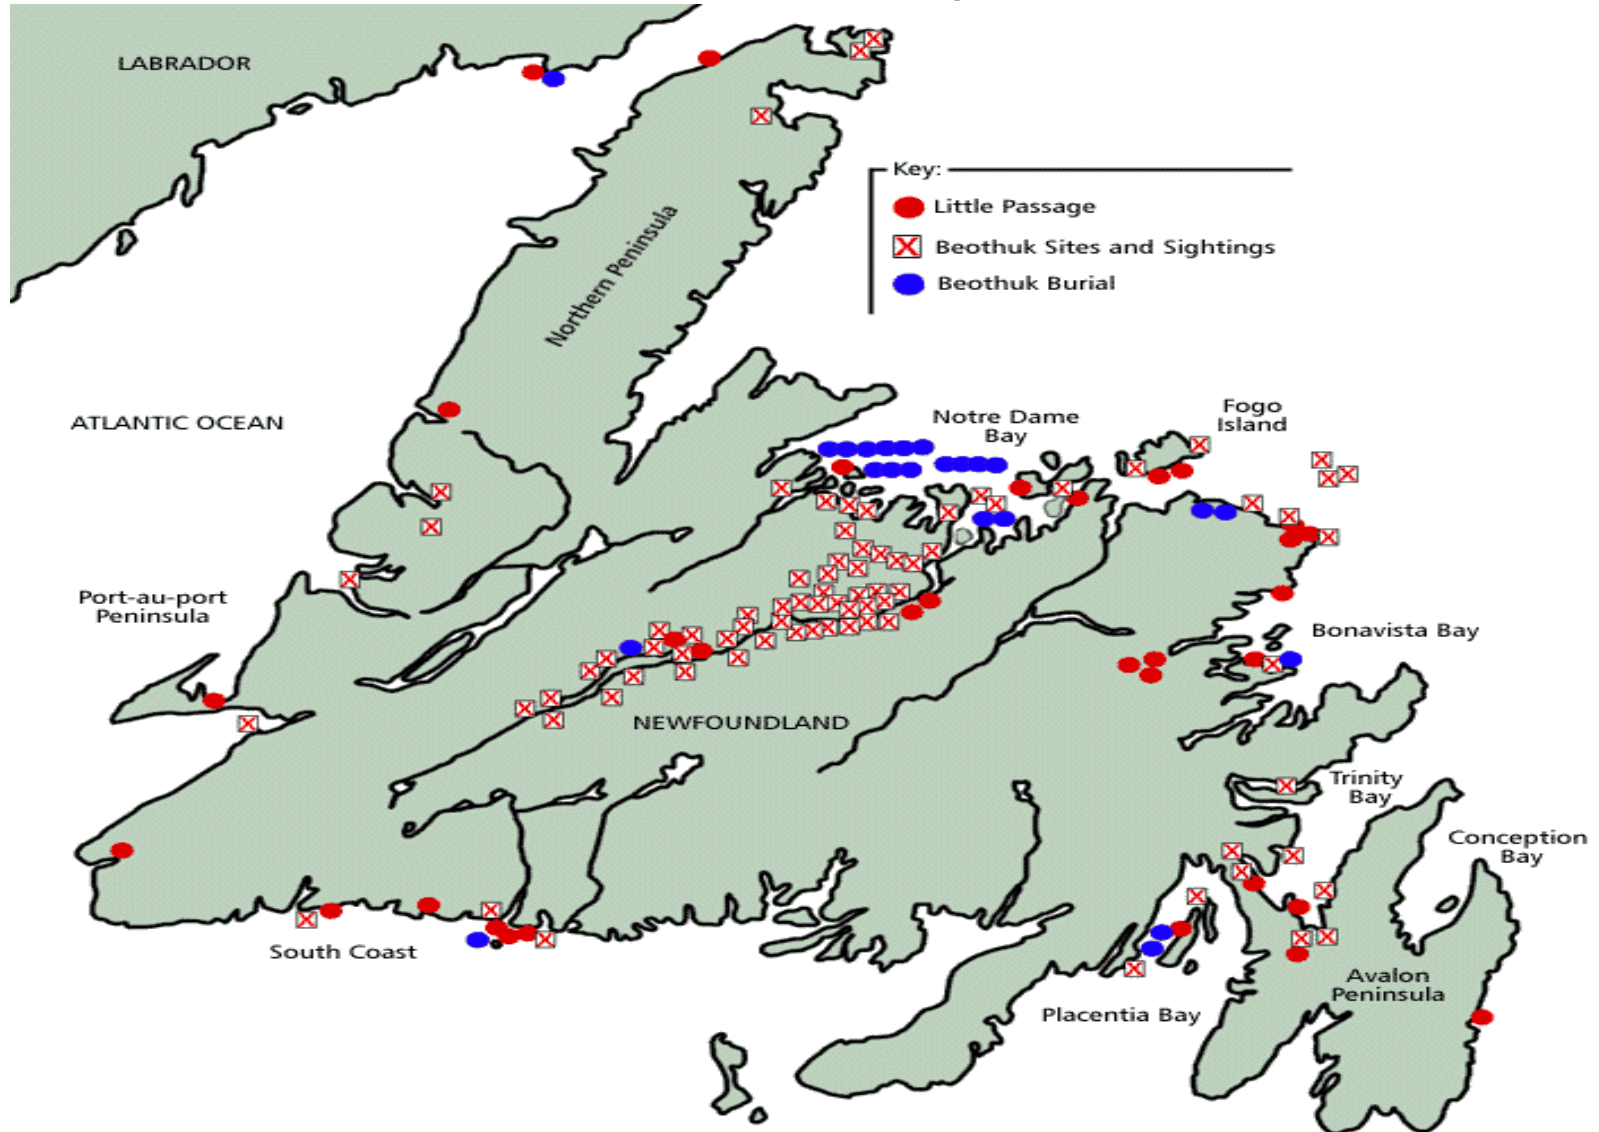 LABRADOR
Key:
Little Passage
Beothuk Sites and Sightings
Beothuk Burial
Northern Peninsula
ATLANTIC OCEAN
Notre Dame
Bay
Fogo
Island
Port-au-port
Peninsula
Bonavista Bay
NEWFOUNDLAND
Trinity
Bay
Conception
Bay
South Coast
Avalon
Peninsula
Placentia Bay